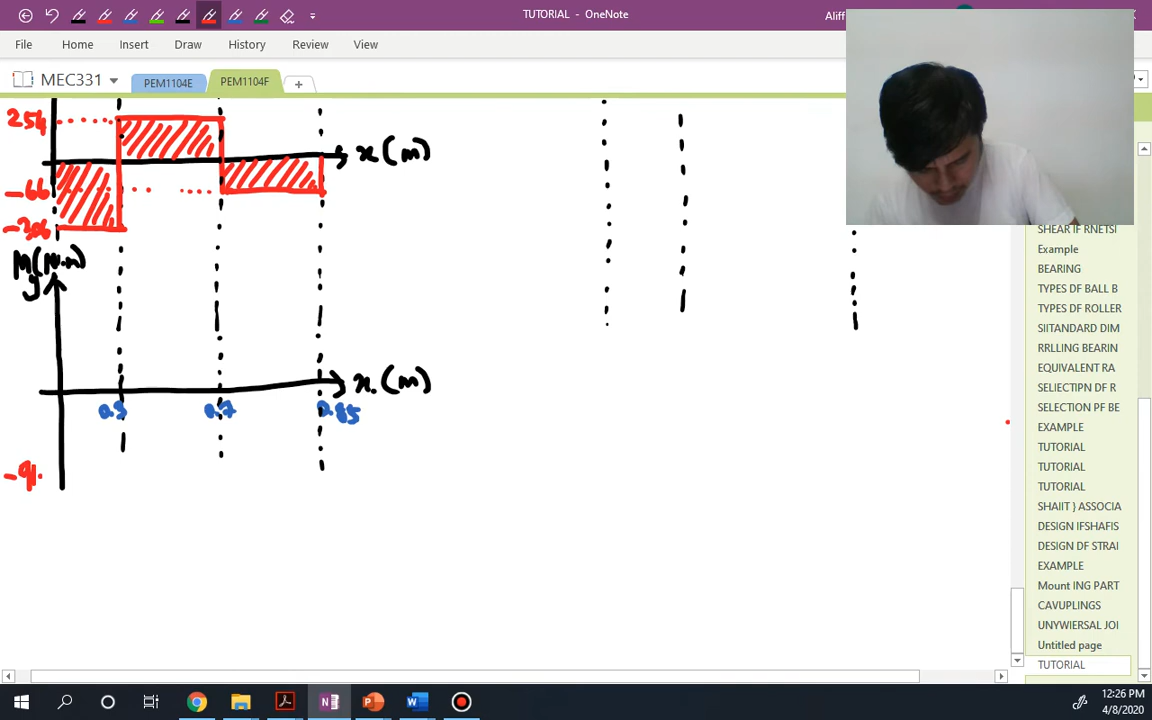 TUTORIAL - OneNote
Aliff
File Home Insert Draw History Review View
MEC331 PEM1104E PEM1104F
254
x (m)
-66
-306
x (m)
0.3 0.7 0.85
-91.
SHEAR IF RNETSI
Example
BEARING
TYPES DF BALL B
TYPES DF ROLLER
SIITANDARD DIM
RRLLING BEARIN
EQUIVALENT RA
SELIECTIPN DF R
SELECTION PF BE
EXAMPLE
TUTORIAL
TUTORIAL
TUTORIAL
SHAIIT } ASSOCIA
DESIGN IFSHAFIS
DESIGN DF STRAI
EXAMPLE
Mount ING PART
CAVUPLINGS
UNYWIERSAL JOI
Untitled page
TUTORIAL
12:26 PM
4/8/2020